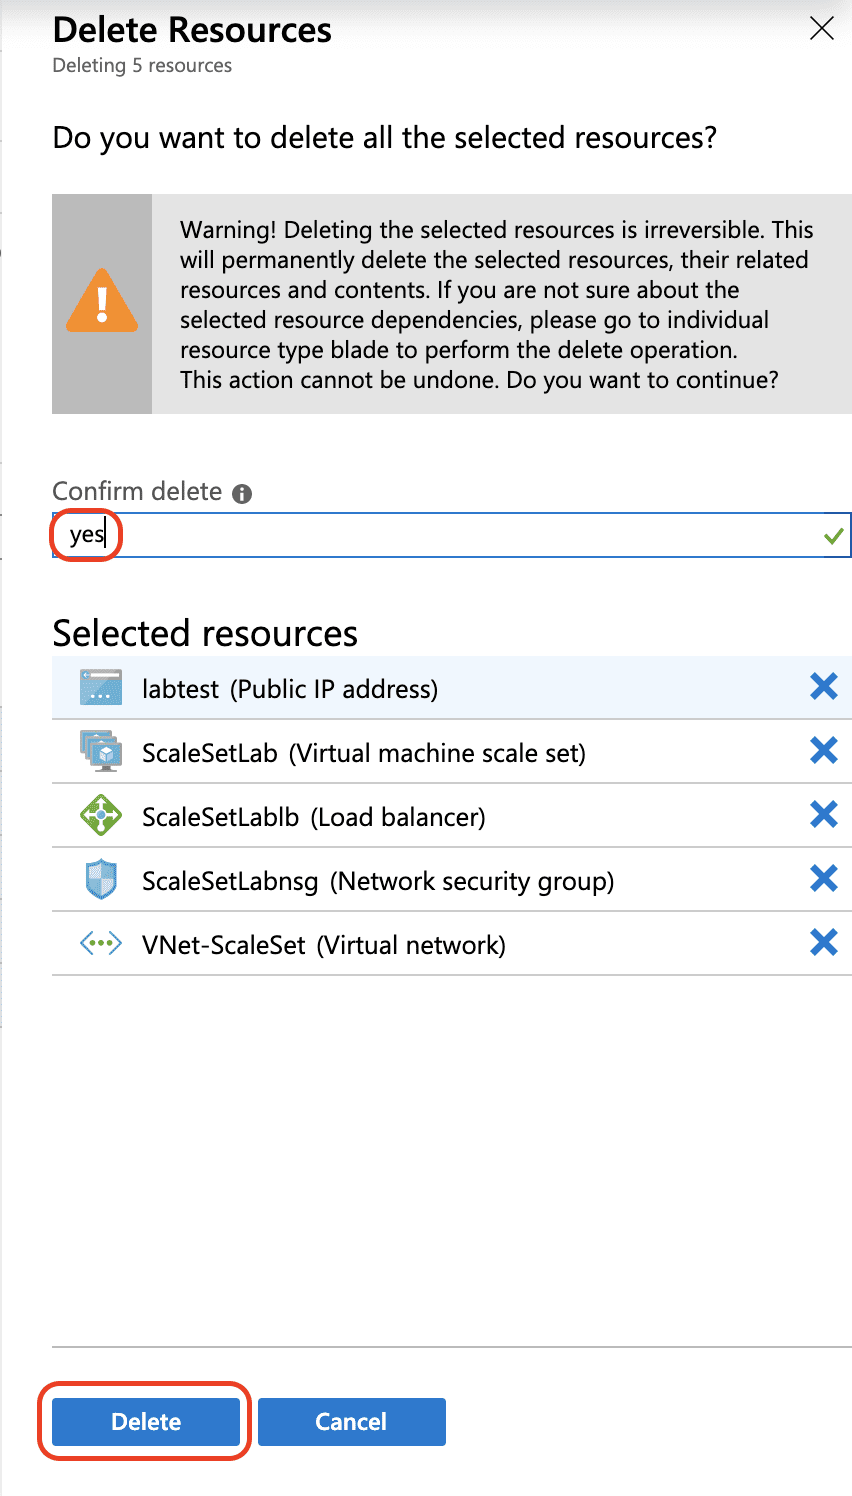 Delete Resources
Deleting 5 resources
Do you want to delete all the selected resources?
Warning! Deleting the selected resources is irreversible. This
will permanently delete the selected resources, their related
resources and contents. If you are not sure about the
selected resource dependencies, please go to individual
resource type blade to perform the delete operation.
This action cannot be undone. Do you want to continue?
Confirm delete
yes
Selected resources
labtest (Public IP address)
ScaleSetLab (Virtual machine scale set)
ScaleSetLablb (Load balancer)
ScaleSetLabnsg (Network security group)
VNet-ScaleSet (Virtual network)
Delete
Cancel